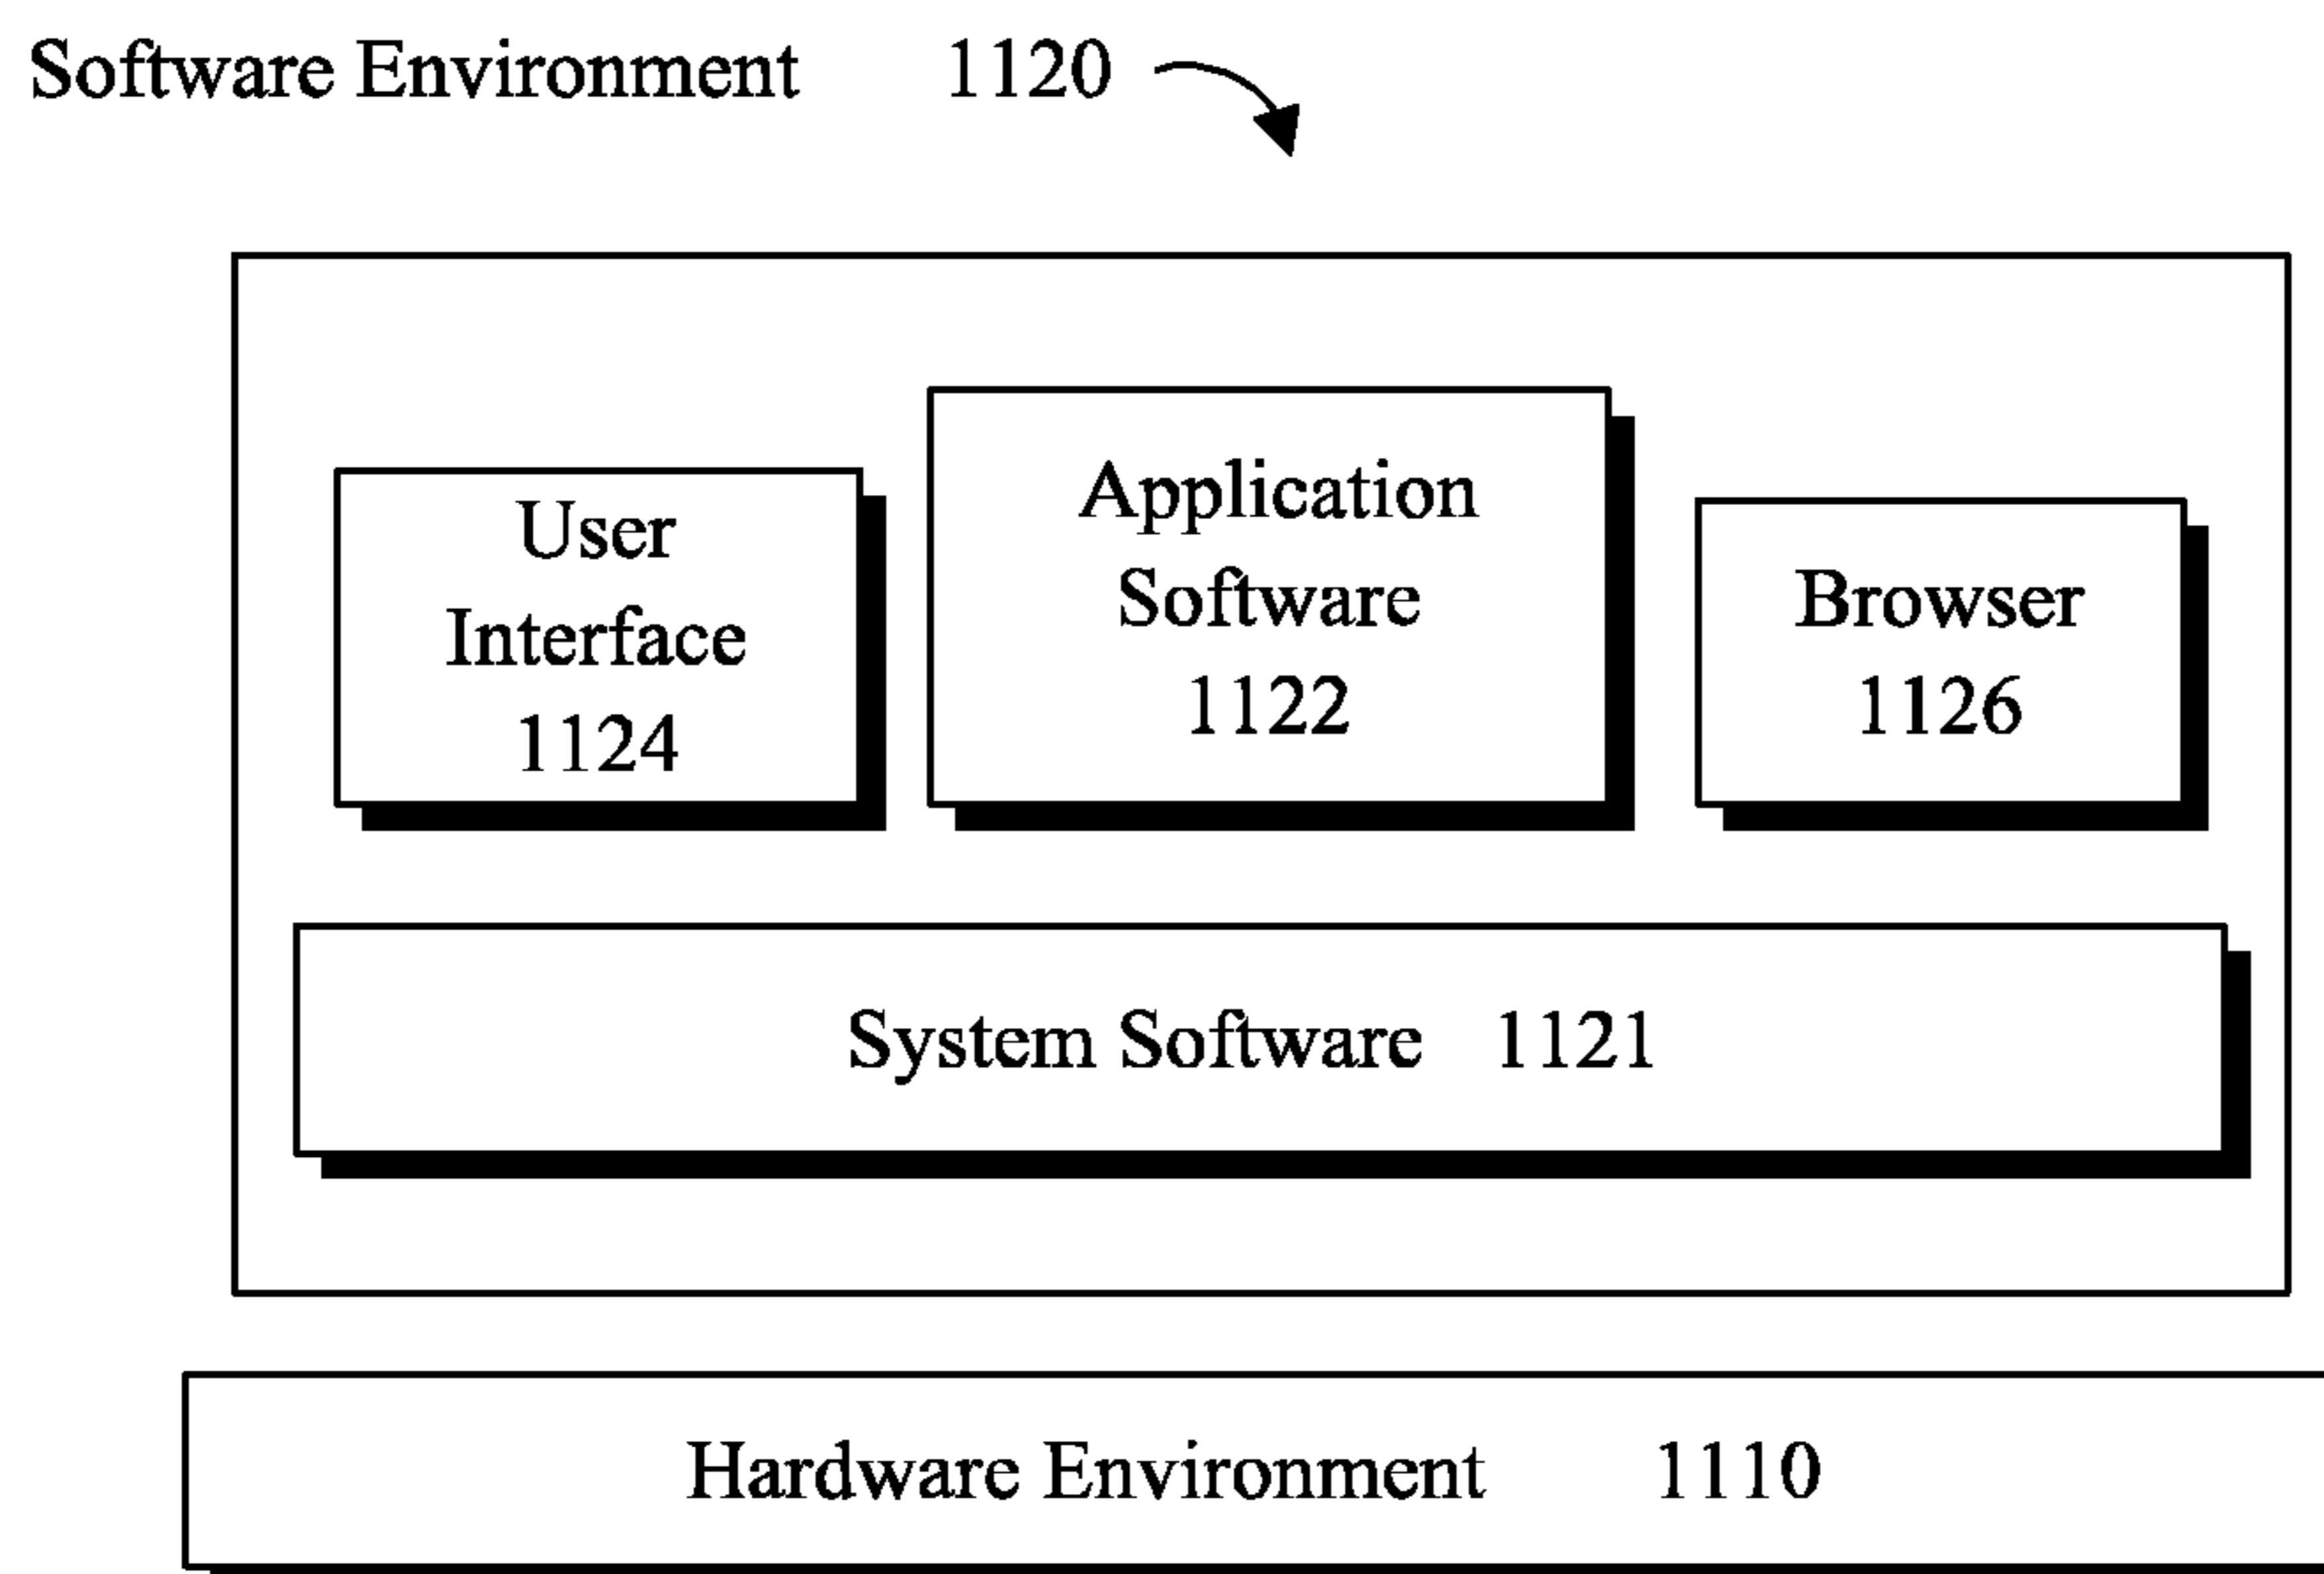 Software Environment 1120
User
Interface
1124
Application
Software
1122
Browser
1126
System Software 1121
Hardware Environment 1110